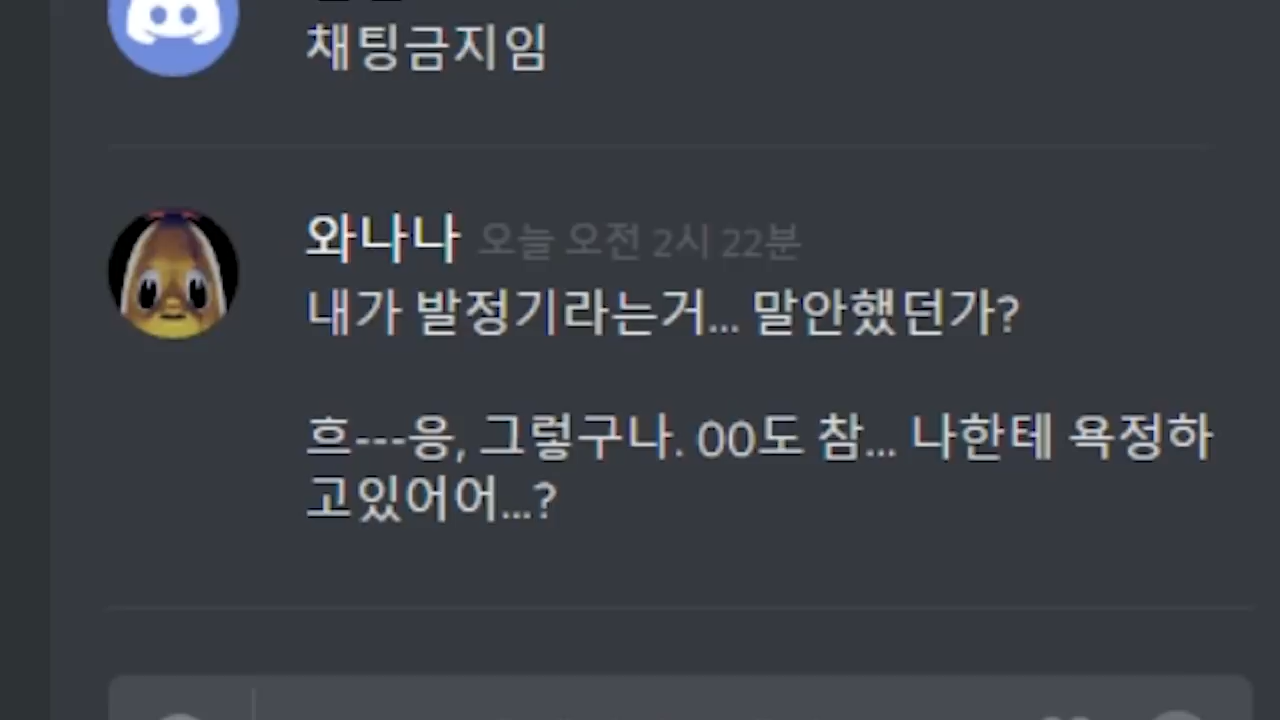 채팅금지임
와나나 오늘 오전 2시 22분
내가 발정기라는거... 말안했던가?
흐---응, 그렇구나. 00도 참... 나한테 욕정하
고있어어...?